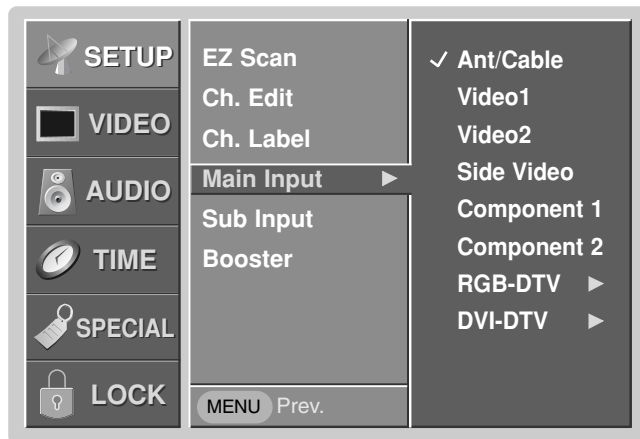 SETUP
VIDEO
AUDIO
TIME
SPECIAL
LOCK
EZ Scan
Ch. Edit
Ch. Label
Main Input ►
Sub Input
Booster
MENU Prev.
✓ Ant/Cable
Video1
Video2
Side Video
Component 1
Component 2
RGB-DTV ►
DVI-DTV ►